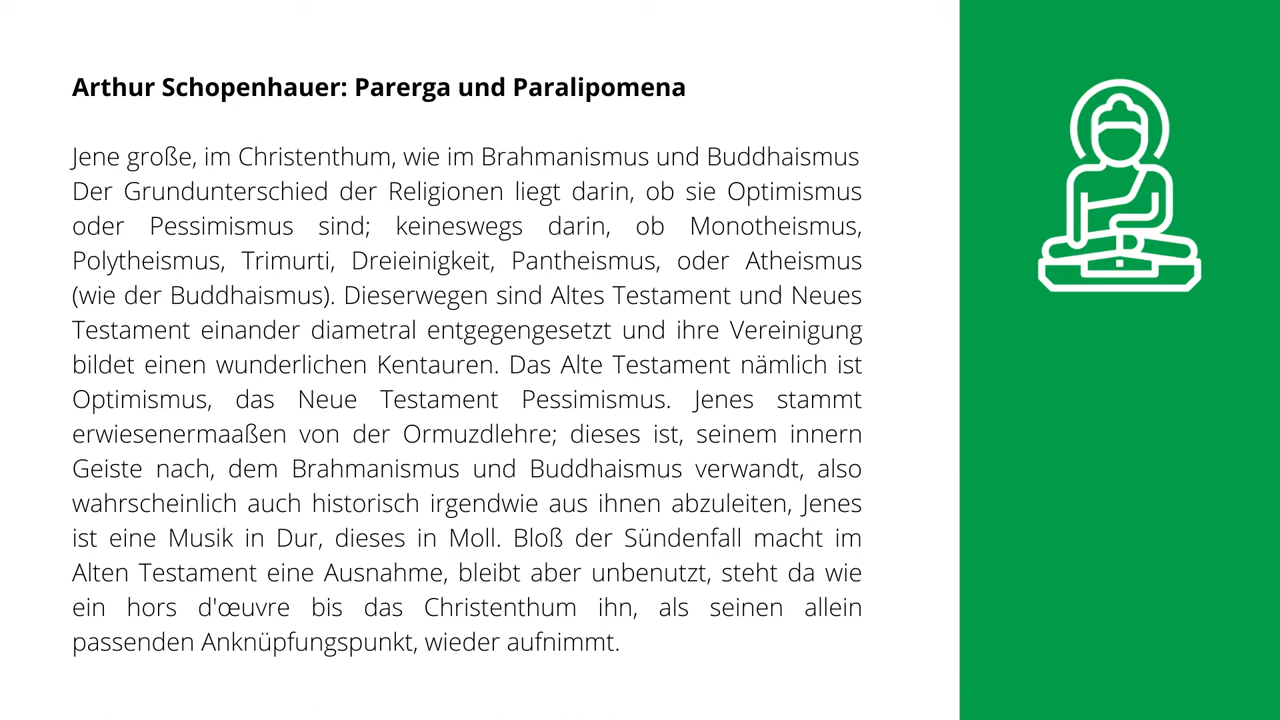 Arthur Schopenhauer: Parerga und Paralipomena
Jene große, im Christenthum, wie im Brahmanismus und Buddhaismus
Der Grundunterschied der Religionen liegt darin, ob sie Optimismus
oder Pessimismus sind; keineswegs darin, ob Monotheismus,
Polytheismus, Trimurti, Dreieinigkeit, Pantheismus, oder Atheismus
(wie der Buddhaismus). Dieserwegen sind Altes Testament und Neues
Testament einander diametral entgegengesetzt und ihre Vereinigung
bildet einen wunderlichen Kentauren. Das Alte Testament nämlich ist
Optimismus, das Neue Testament Pessimismus. Jenes stammt
erwiesenermaaßen von der Ormuzdlehre; dieses ist, seinem innern
Geiste nach, dem Brahmanismus und Buddhaismus verwandt, also
wahrscheinlich auch historisch irgendwie aus ihnen abzuleiten, Jenes
ist eine Musik in Dur, dieses in Moll. Bloß der Sündenfall macht im
Alten Testament eine Ausnahme, bleibt aber unbenutzt, steht da wie
ein hors d'œuvre bis das Christenthum ihn, als seinen allein
passenden Anknüpfungspunkt, wieder aufnimmt.